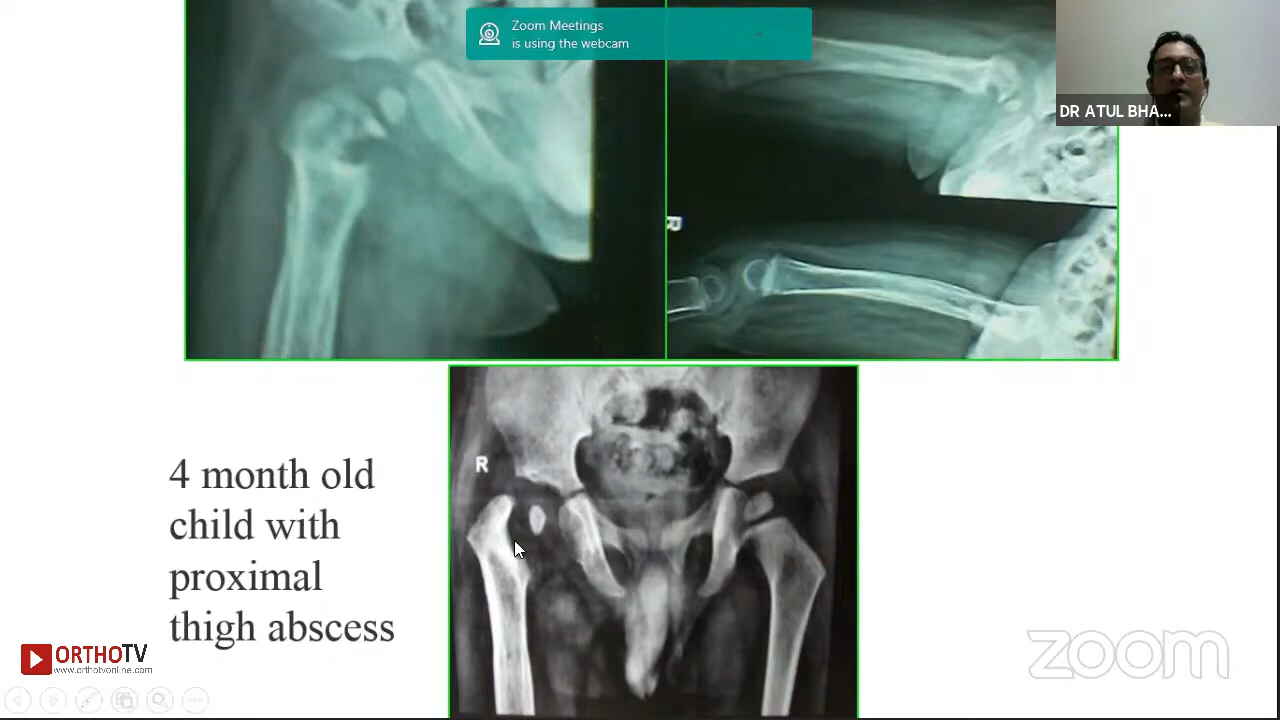 Zoom Meetings
is using the webcam
DR ATUL BHA...
R
R
4 month old
child with
proximal
thigh abscess
ORTHOTV
www.orthotvonline.com
zoom